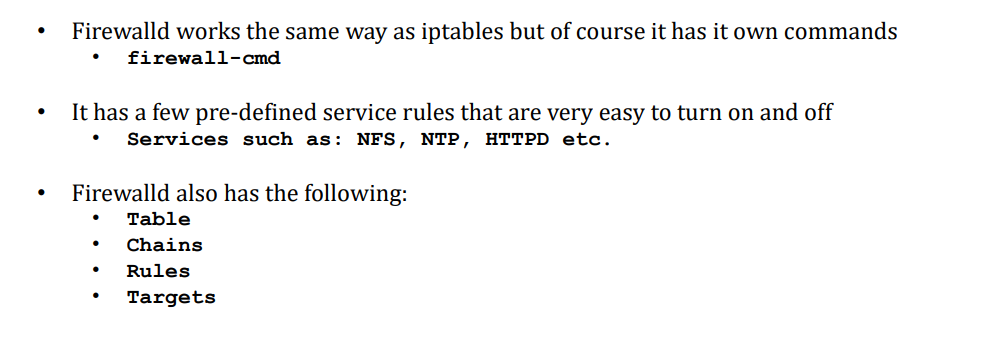 • Firewalld works the same way as iptables but of course it has it own commands
• firewall-cmd
• It has a few pre-defined service rules that are very easy to turn on and off
• Services such as: NFS, NTP, HTTPD etc.
• Firewalld also has the following:
• Table
• Chains
• Rules
• Targets